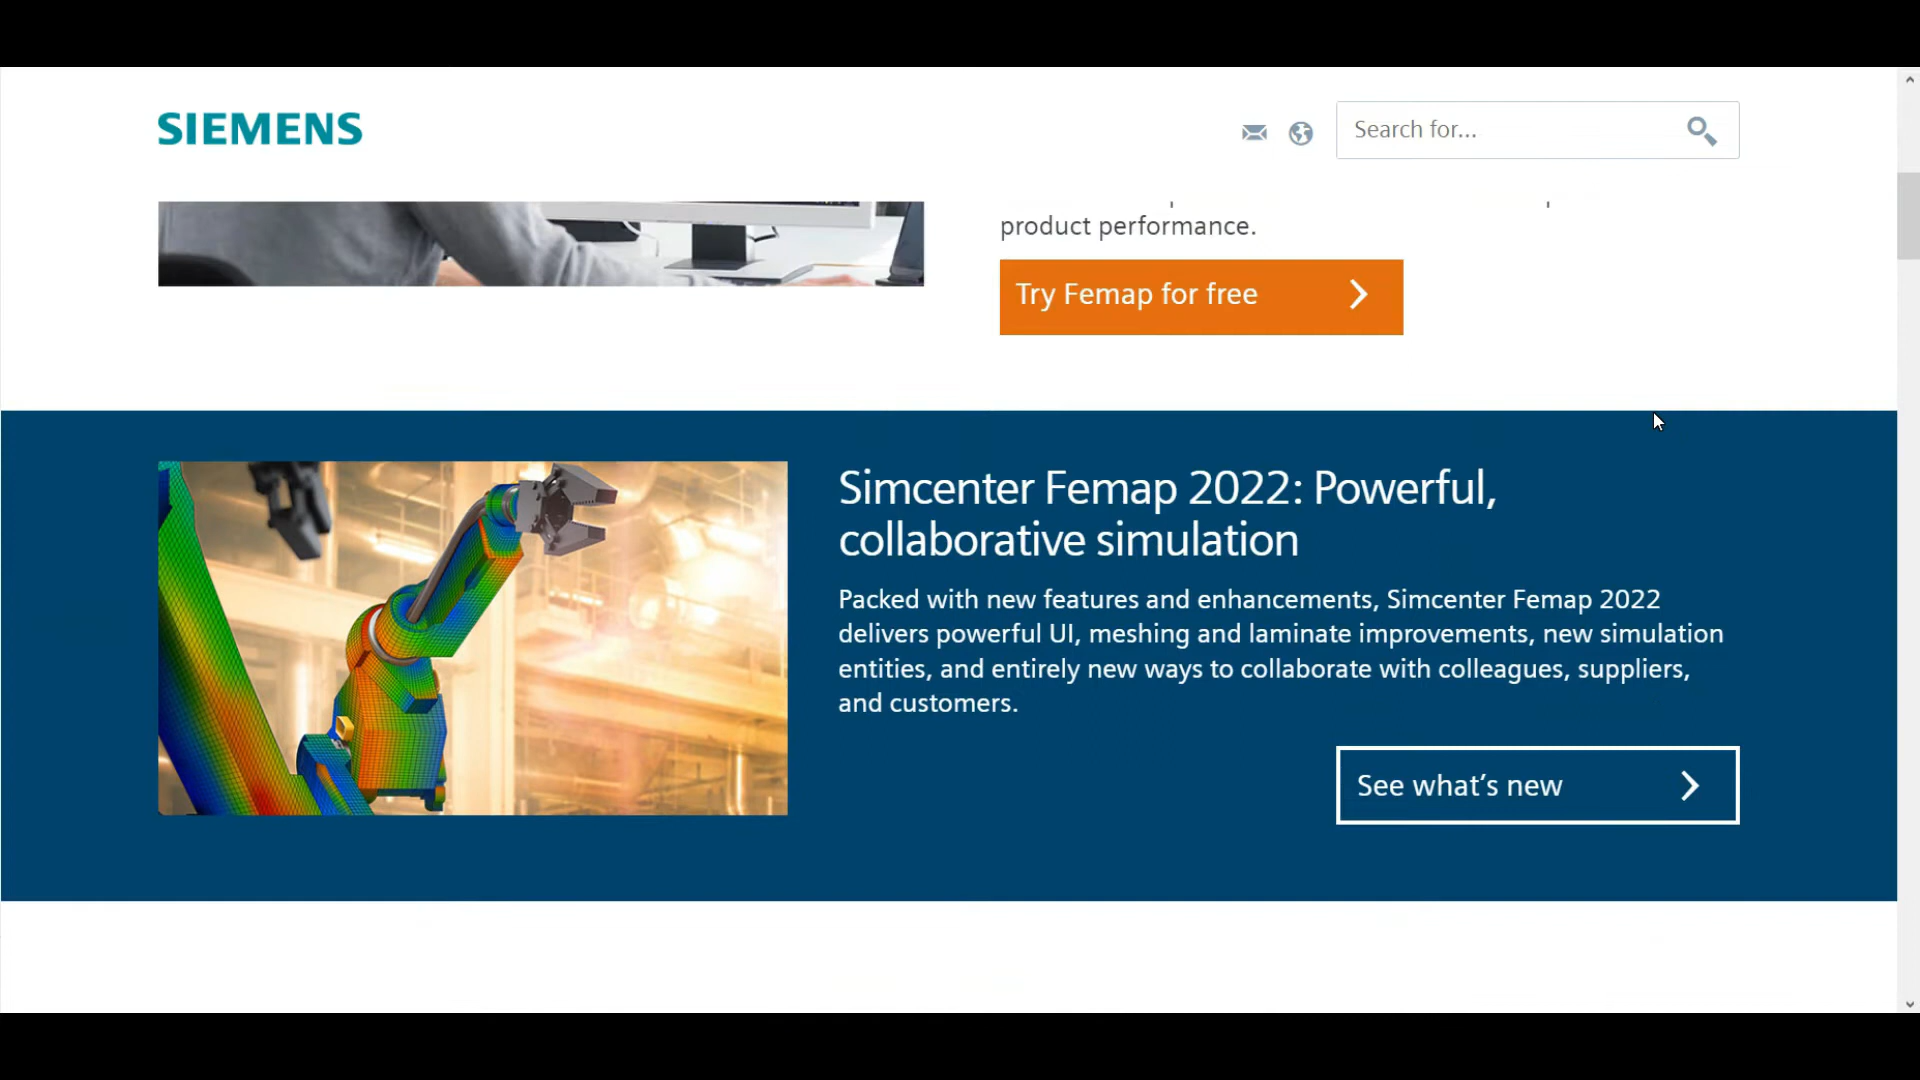 SIEMENS
Search for...
product performance.
Try Femap for free
Simcenter Femap 2022: Powerful,
collaborative simulation
Packed with new features and enhancements, Simcenter Femap 2022
delivers powerful UI, meshing and laminate improvements, new simulation
entities, and entirely new ways to collaborate with colleagues, suppliers,
and customers.
See what’s new